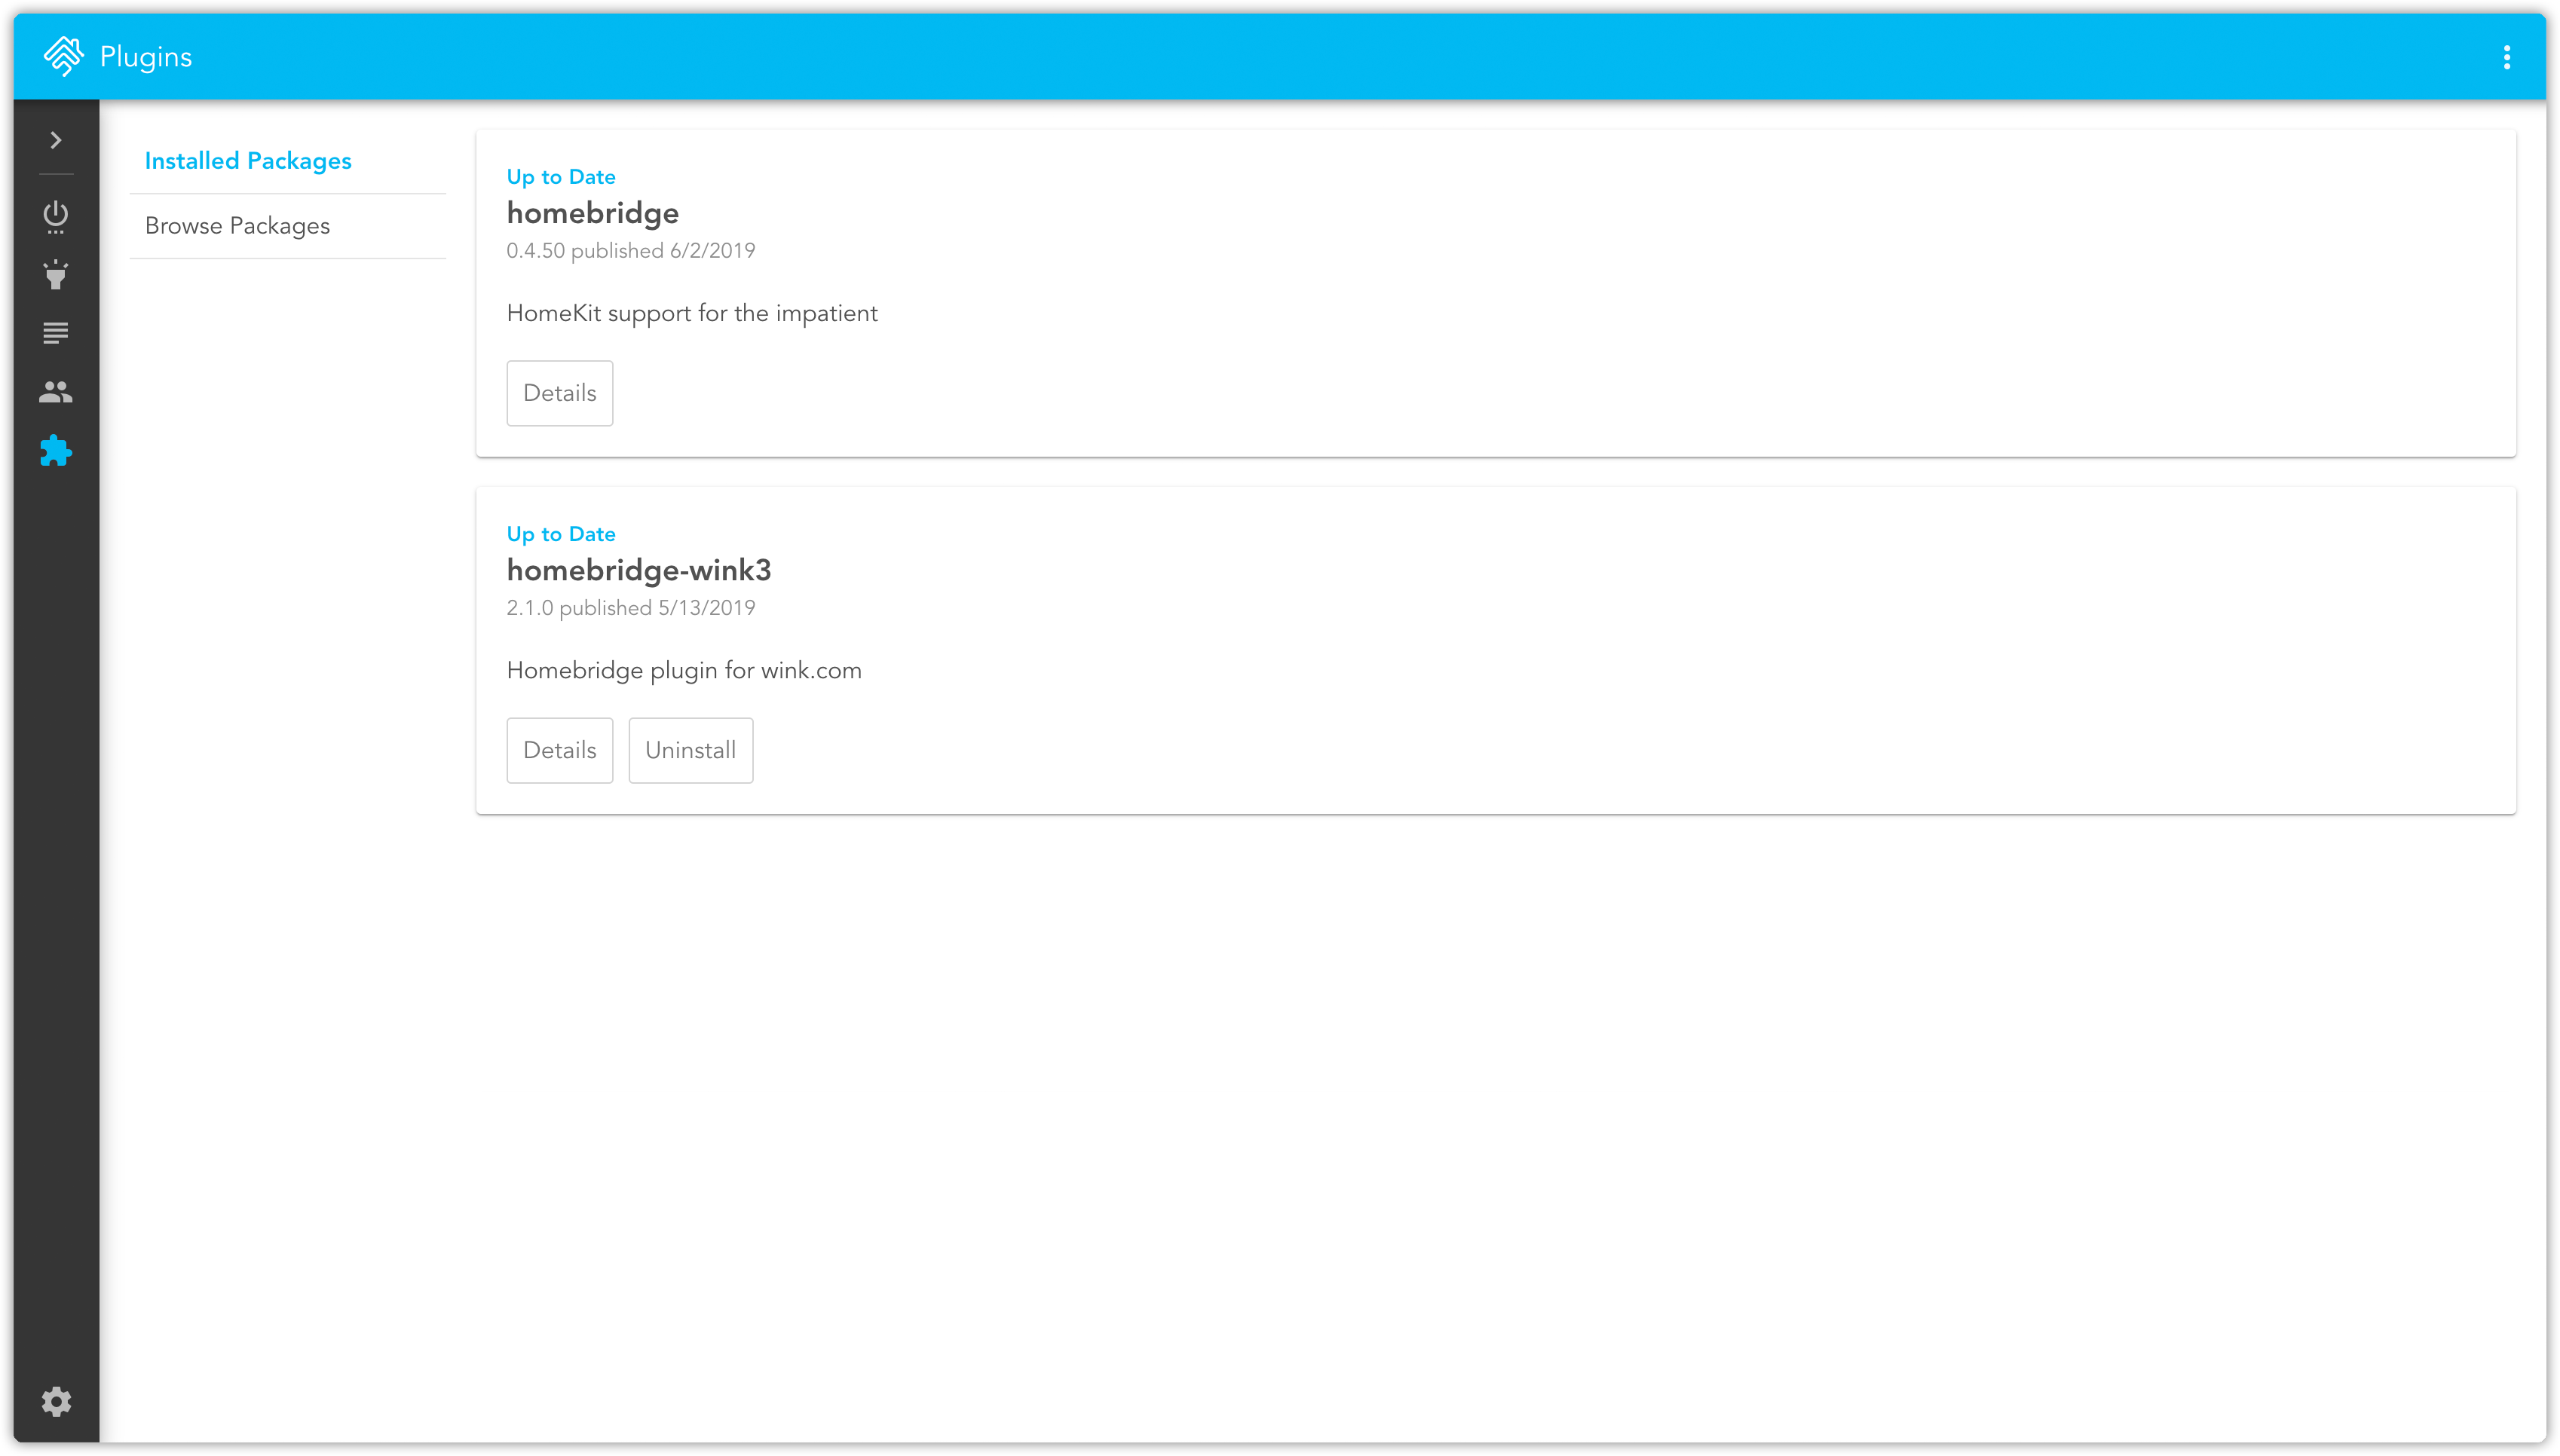 Plugins
Installed Packages
Browse Packages
Up to Date
homebridge
0.4.50 published 6/2/2019
HomeKit support for the impatient
Details
Up to Date
homebridge-wink3
2.1.0 published 5/13/2019
Homebridge plugin for wink.com
Details Uninstall